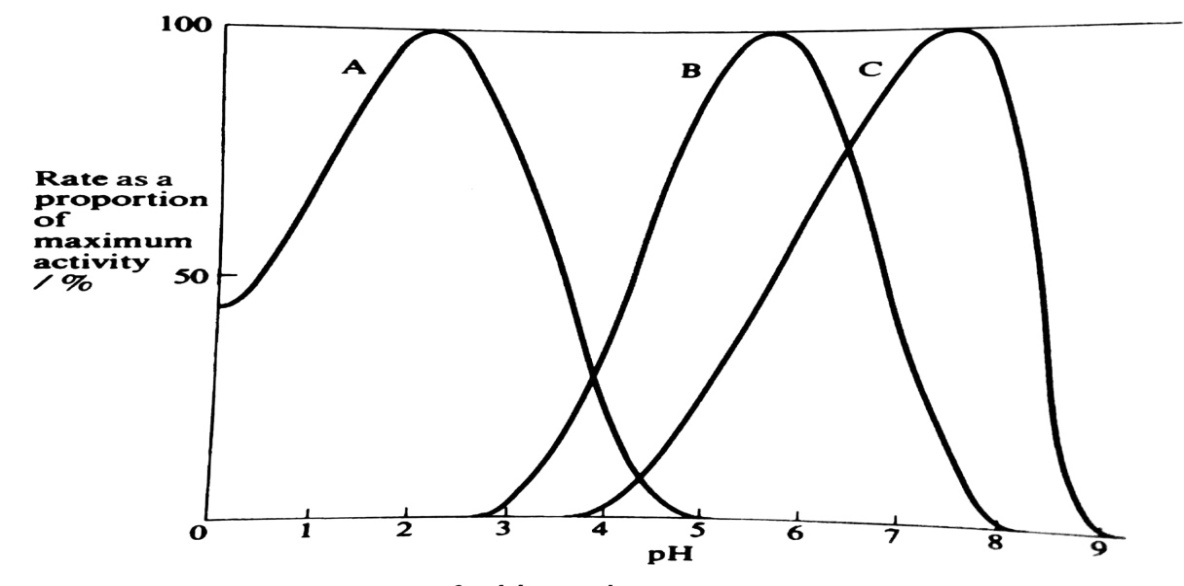 100
A
B
C
Rate as a
proportion
of
maximum
activity
/ %
50
0
1
2
3
4
5
6
7
8
9
pH